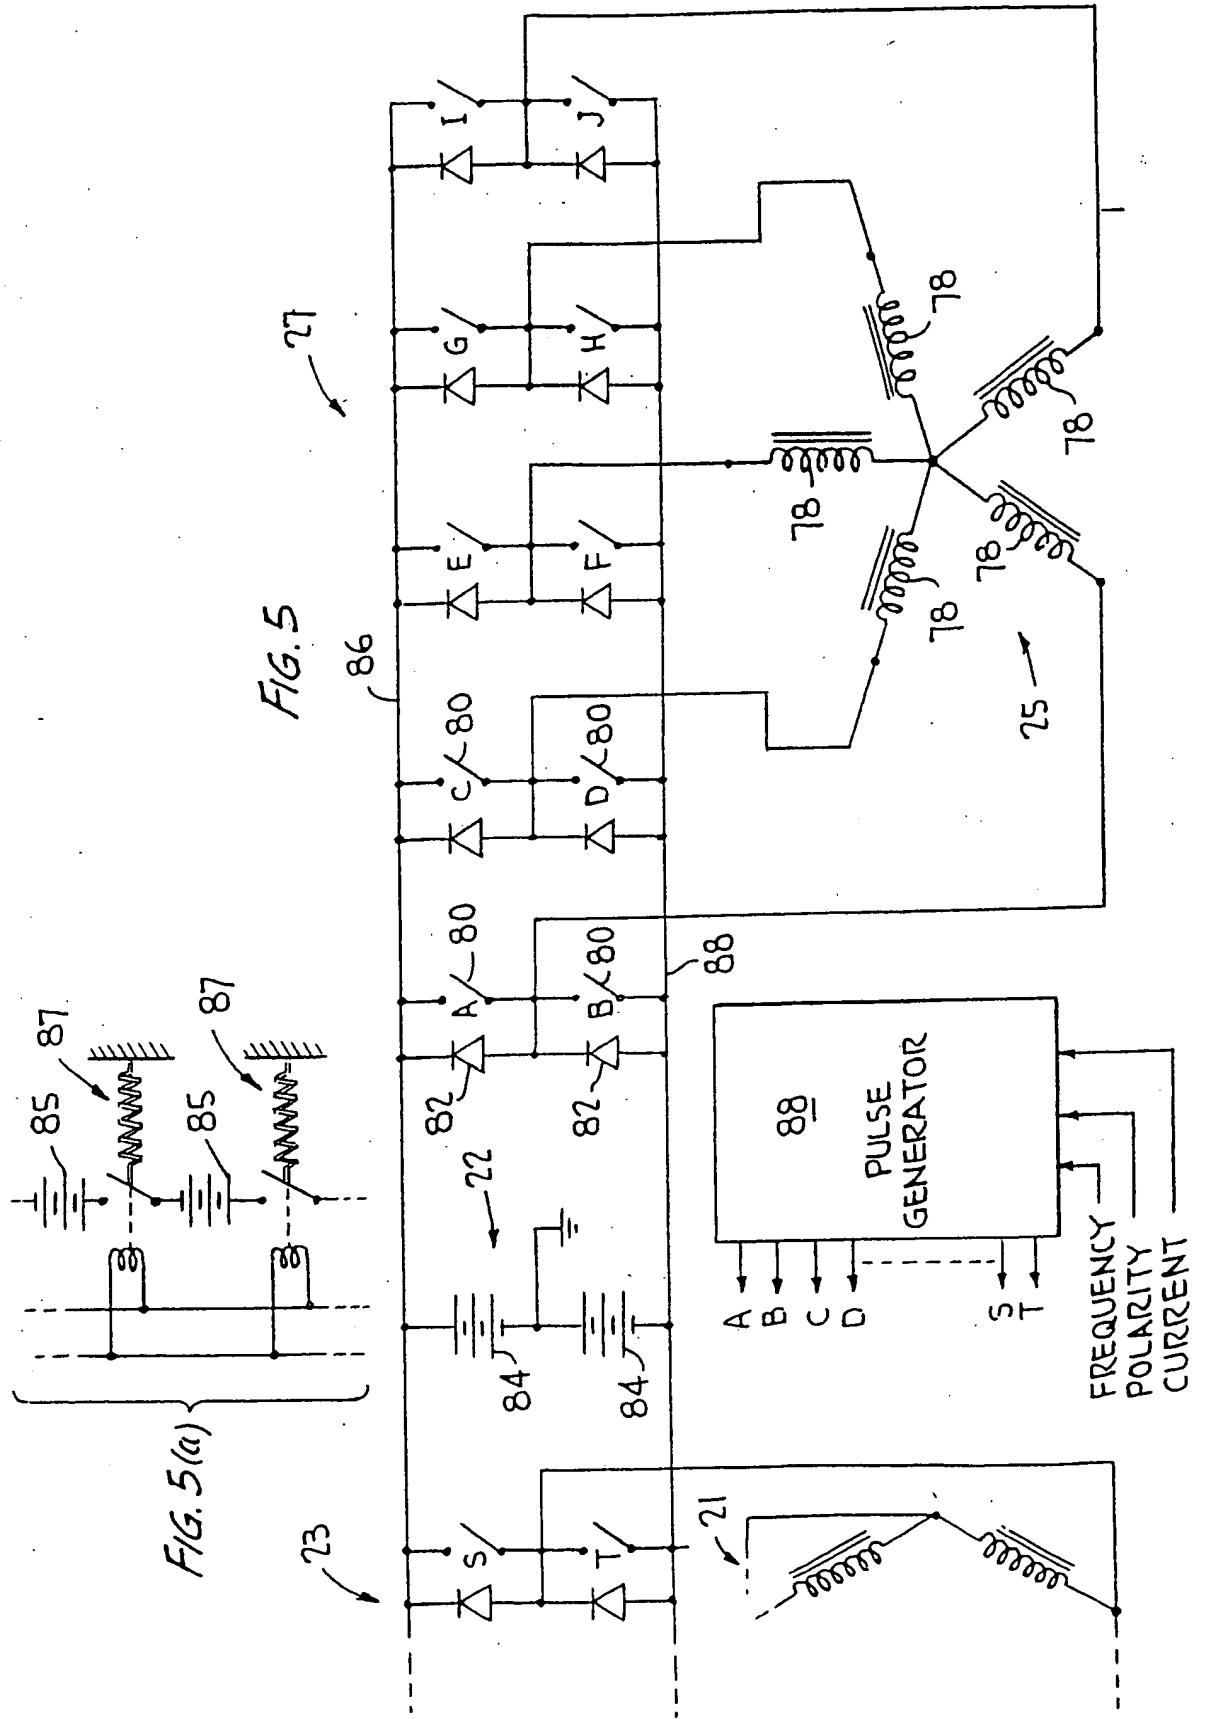 FIG. 5
FIG. 5(a)
87
87
85
85
23
22
27
86
S
T
84
84
82
82
A
80
B
80
C
80
D
80
E
F
G
H
I
J
88
21
25
78
78
78
78
78
88
PULSE
GENERATOR
A
B
C
D
S
T
FREQUENCY
POLARITY
CURRENT